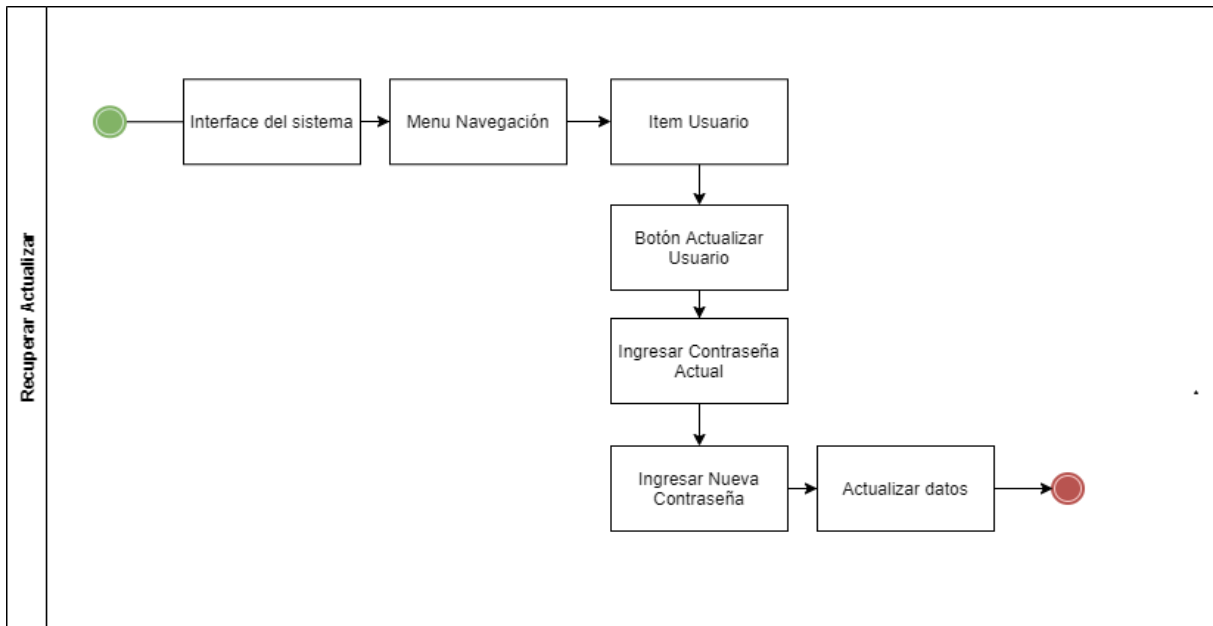 Recuperar Actualizar
Interface del sistema
Menu Navegación
Item Usuario
Botón Actualizar
Usuario
Ingresar Contraseña
Actual
Ingresar Nueva
Contraseña
Actualizar datos